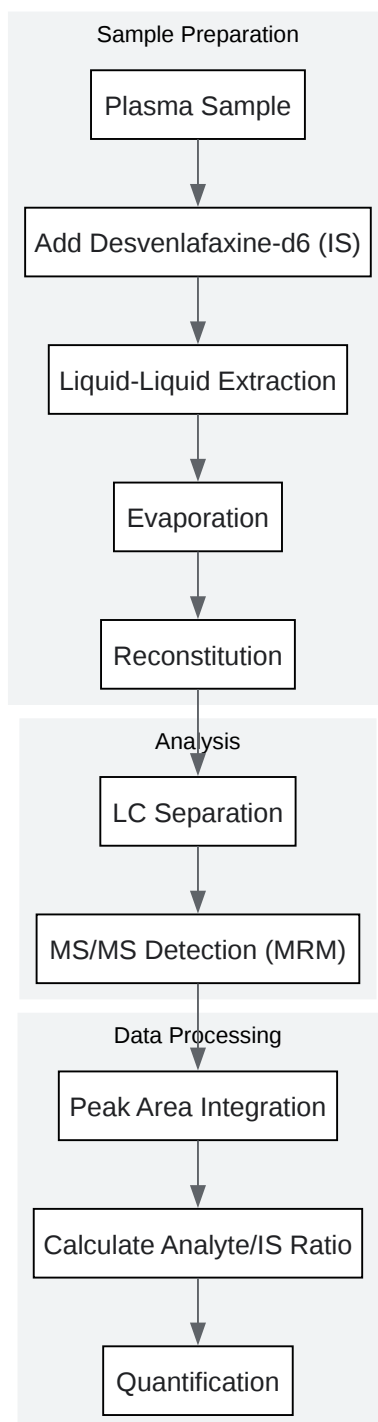 Sample Preparation
Plasma Sample
Add Desvenlafaxine-d6 (IS)
Liquid-Liquid Extraction
Evaporation
Reconstitution
Analysis
LC Separation
MS/MS Detection (MRM)
Data Processing
Peak Area Integration
Calculate Analyte/IS Ratio
Quantification